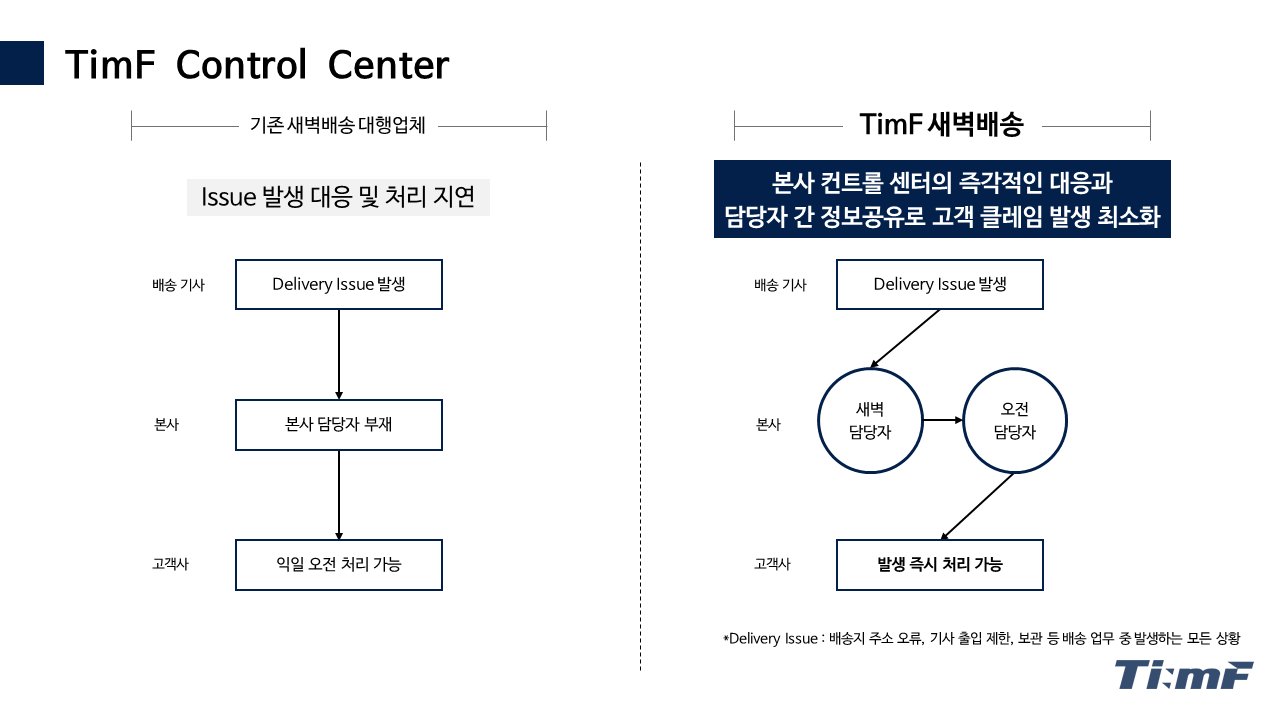 TimF Control Center
기존 새벽배송 대행업체
Issue 발생 대응 및 처리 지연
배송 기사
Delivery Issue 발생
본사
본사 담당자 부재
고객사
익일 오전 처리 가능
TimF 새벽배송
본사 컨트롤 센터의 즉각적인 대응과
담당자 간 정보공유로 고객 클레임 발생 최소화
배송 기사
Delivery Issue 발생
본사
새벽
담당자
오전
담당자
고객사
발생 즉시 처리 가능
*Delivery Issue : 배송지 주소 오류, 기사 출입 제한, 보관 등 배송 업무 중 발생하는 모든 상황
TimF